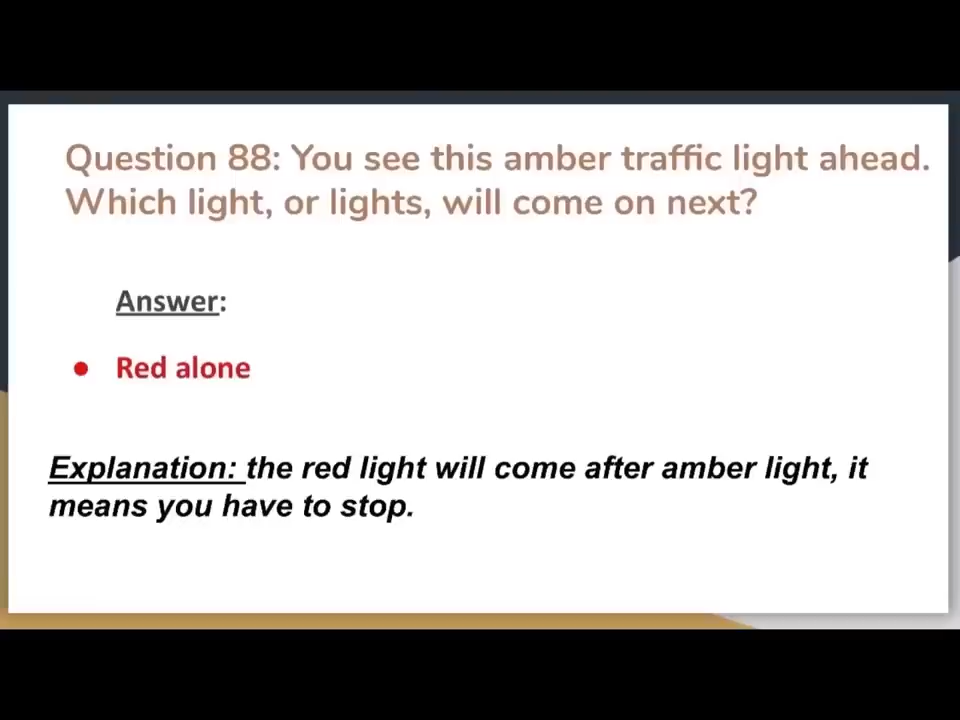 Question 88: You see this amber traffic light ahead.
Which light, or lights, will come on next?
Answer:
● Red alone
Explanation: the red light will come after amber light, it
means you have to stop.